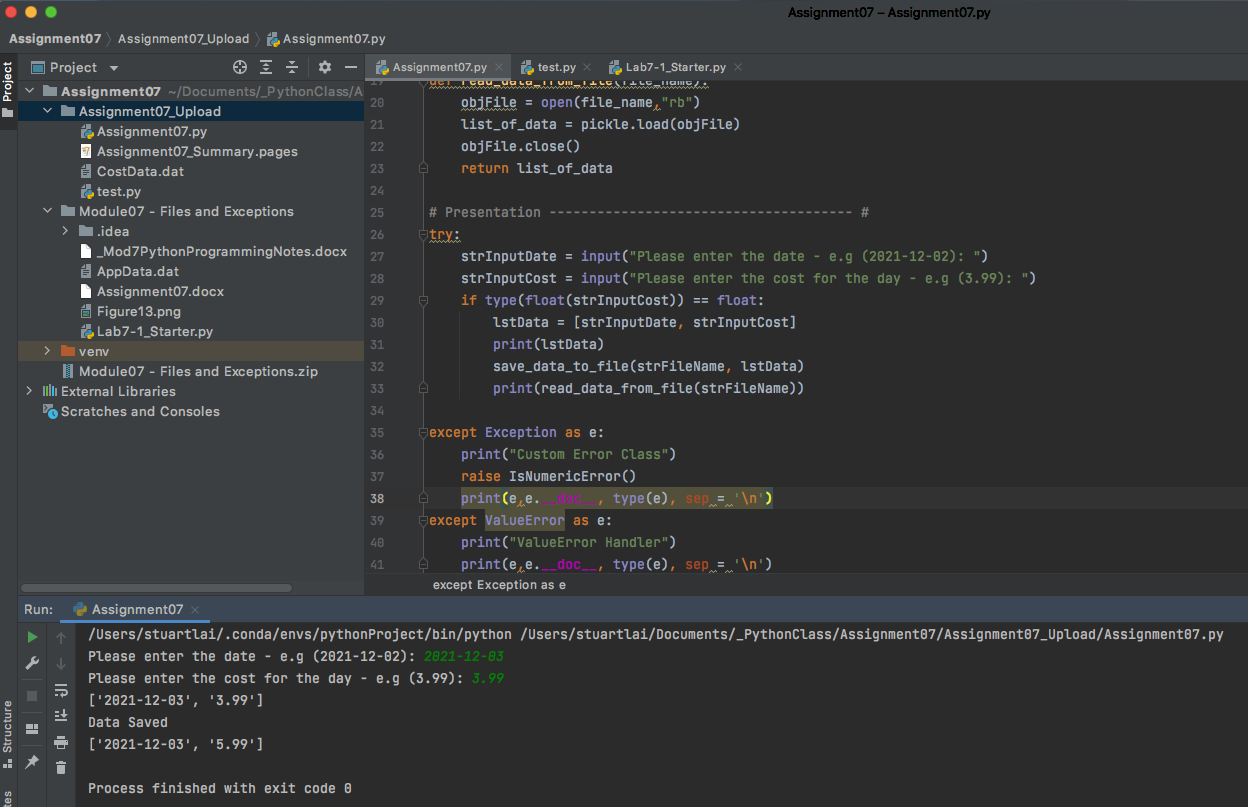 Assignment07 – Assignment07.py
Assignment07 Assignment07_Upload Assignment07.py
Project
Project
Assignment07.py test.py Lab7-1_Starter.py
Assignment07 ~/Documents/_PythonClass/A
Assignment07_Upload
Assignment07.py
Assignment07_Summary.pages
CostData.dat
test.py
Module07 - Files and Exceptions
.idea
_Mod7PythonProgrammingNotes.docx
AppData.dat
Assignment07.docx
Figure13.png
Lab7-1_Starter.py
venv
Module07 - Files and Exceptions.zip
External Libraries
Scratches and Consoles
19 def read_data_from_file(file_name):
20 objFile = open(file_name,"rb")
21 list_of_data = pickle.load(objFile)
22 objFile.close()
23 return list_of_data
24
25 # Presentation -------------------------------------- #
26 try:
27 strInputDate = input("Please enter the date - e.g (2021-12-02): ")
28 strInputCost = input("Please enter the cost for the day - e.g (3.99): ")
29 if type(float(strInputCost)) == float:
30 lstData = [strInputDate, strInputCost]
31 print(lstData)
32 save_data_to_file(strFileName, lstData)
33 print(read_data_from_file(strFileName))
34
35 except Exception as e:
36 print("Custom Error Class")
37 raise IsNumericError()
38 print(e,e.__doc__, type(e), sep = '\n')
39 except ValueError as e:
40 print("ValueError Handler")
41 print(e,e.__doc__, type(e), sep = '\n')
except Exception as e
Run: Assignment07
/Users/stuartlai/.conda/envs/pythonProject/bin/python /Users/stuartlai/Documents/_PythonClass/Assignment07/Assignment07_Upload/Assignment07.py
Please enter the date - e.g (2021-12-02): 2021-12-03
Please enter the cost for the day - e.g (3.99): 3.99
['2021-12-03', '3.99']
Data Saved
['2021-12-03', '5.99']
Process finished with exit code 0
Structure